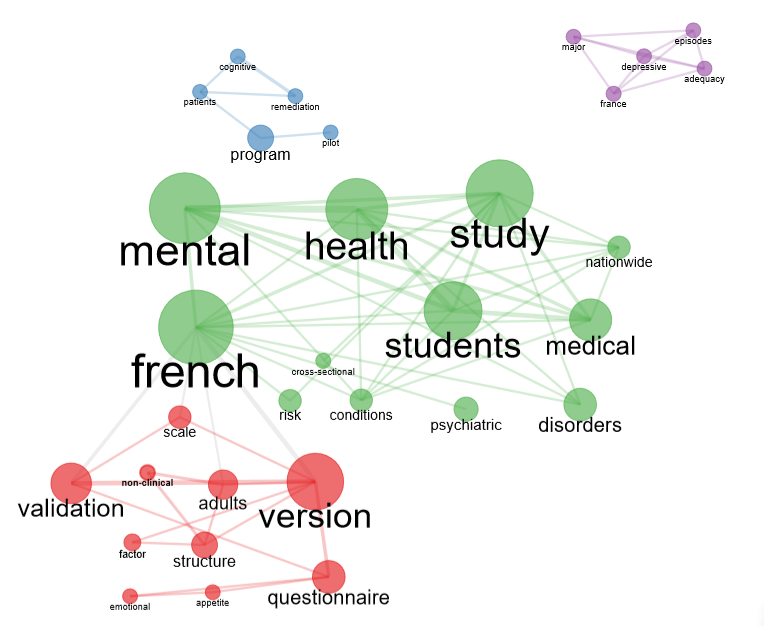 major
episodes
cognitive
depressive
adequacy
patients
remediation
france
pilot
program
mental
health
study
nationwide
students
medical
french
cross-sectional
risk
conditions
psychiatric
disorders
scale
non-clinical
validation
adults
version
factor
structure
questionnaire
emotional
appetite